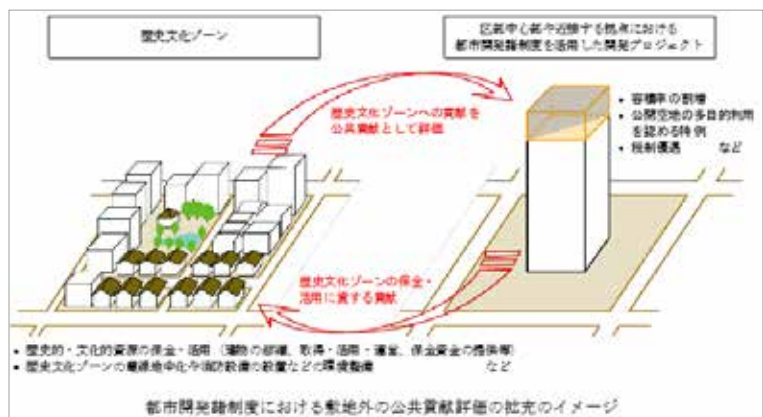 歴史文化ゾーン
区部中心部や近接する拠点における
都市開発諸制度を活用した開発プロジェクト
歴史文化ゾーンへの貢献を
公共貢献として評価
• 容積率の割増
• 公開空地の多目的利用
を認める特例
• 税制優遇 など
歴史文化ゾーンの保全・
活用に資する貢献
• 歴史的・文化的資源の保全・活用（建物の修繕、取得・活用・運営、保全資金の提供等）
• 歴史文化ゾーンの電線地中化や消防設備の設置などの環境整備 など
都市開発諸制度における敷地外の公共貢献評価の拡充のイメージ